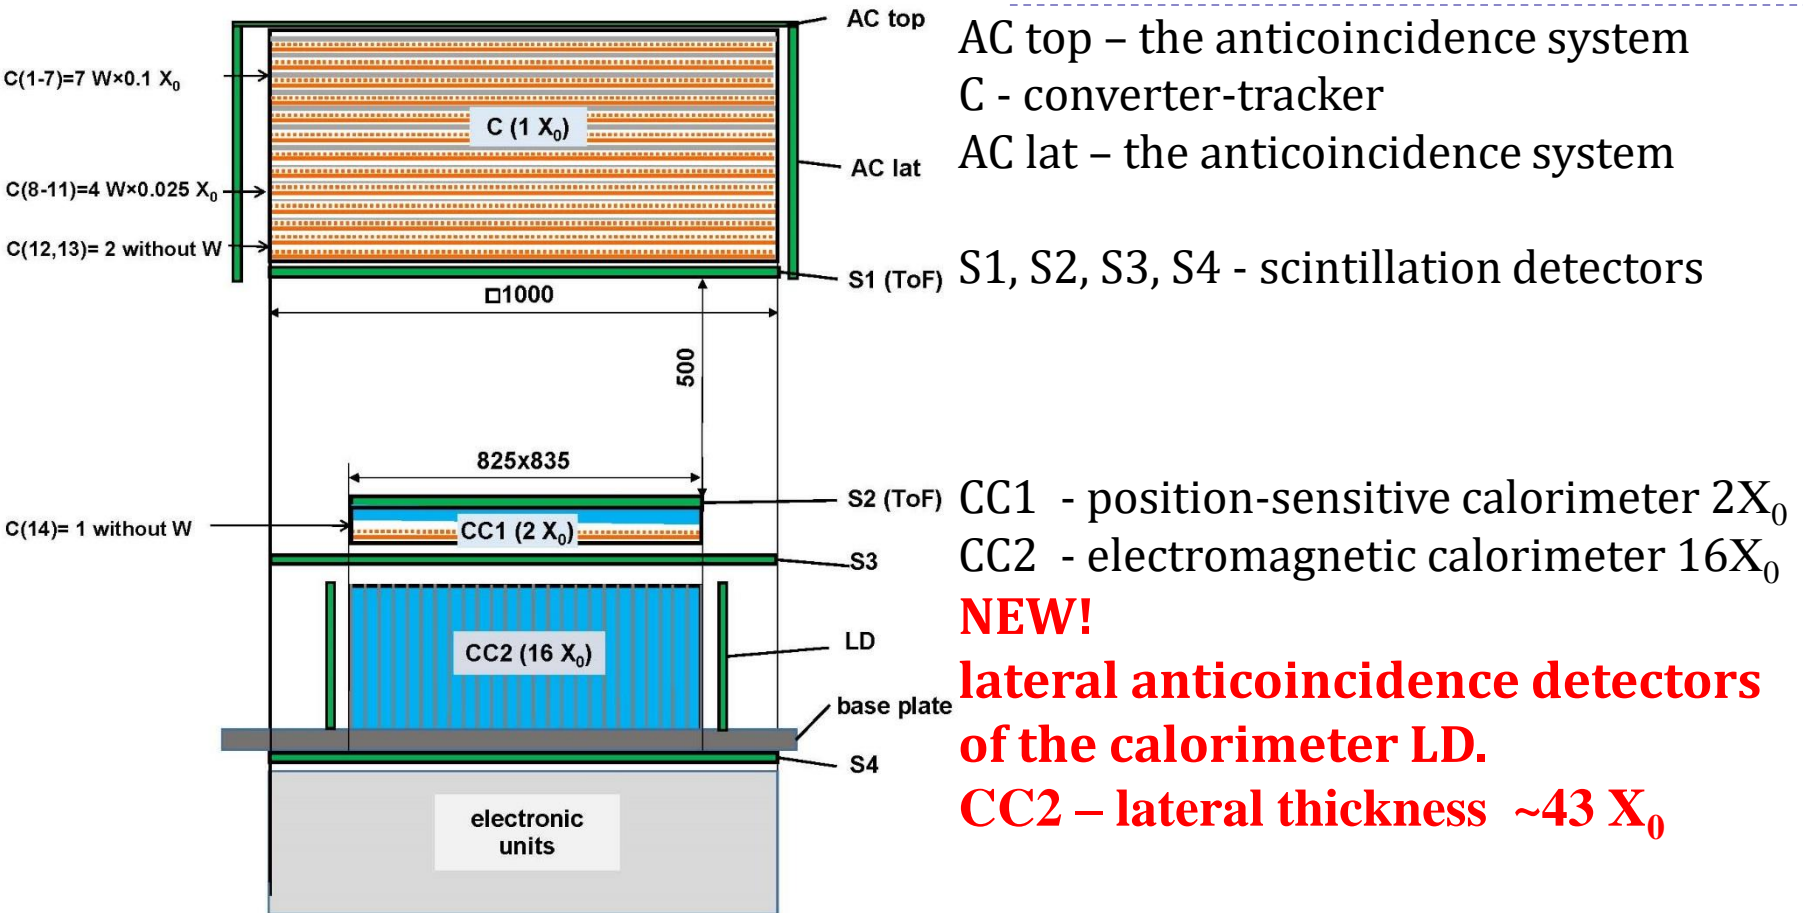 AC top
C(1-7)=7 W×0.1 X₀
C (1 X₀)
AC lat
C(8-11)=4 W×0.025 X₀
C(12,13)= 2 without W
S1 (ToF)
□1000
500
825x835
S2 (ToF)
C(14)= 1 without W
CC1 (2 X₀)
S3
CC2 (16 X₀)
LD
base plate
S4
electronic
units
AC top – the anticoincidence system
C - converter-tracker
AC lat – the anticoincidence system
S1, S2, S3, S4 - scintillation detectors
CC1 - position-sensitive calorimeter 2X₀
CC2 - electromagnetic calorimeter 16X₀
NEW!
lateral anticoincidence detectors
of the calorimeter LD.
CC2 – lateral thickness ~43 X₀